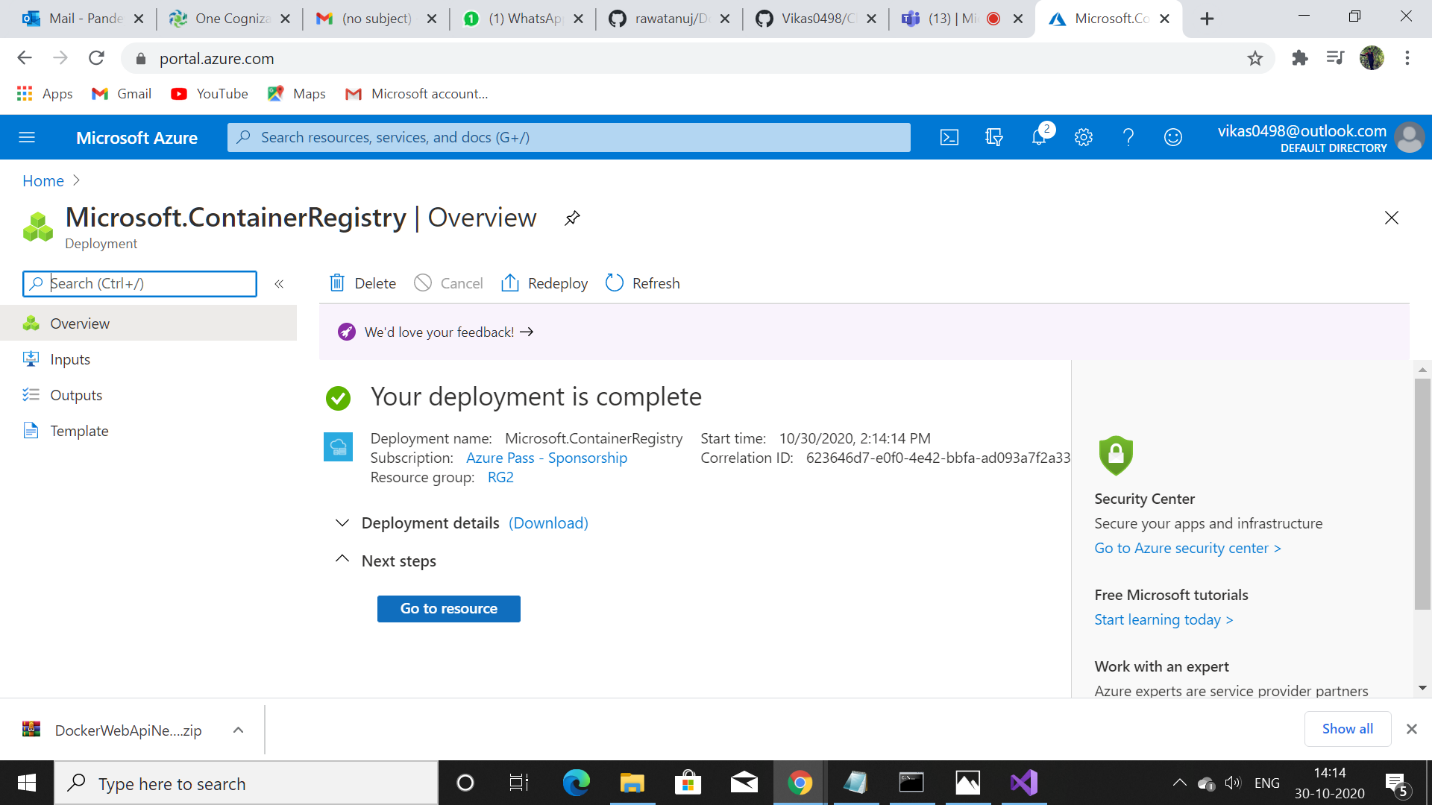 Mail - Pande
One Cogniza
(no subject)
1
(1) WhatsApp
rawatanuj/D
Vikas0498/C
(13) | Mi
Microsoft.Co
portal.azure.com
Apps
Gmail
YouTube
Maps
Microsoft account...
Microsoft Azure
Search resources, services, and docs (G+/)
2
vikas0498@outlook.com
DEFAULT DIRECTORY
Home
Microsoft.ContainerRegistry | Overview
Deployment
Search (Ctrl+/)
Delete
Cancel
Redeploy
Refresh
Overview
Inputs
Outputs
Template
We'd love your feedback! →
Your deployment is complete
Deployment name: Microsoft.ContainerRegistry
Subscription: Azure Pass - Sponsorship
Resource group: RG2
Start time: 10/30/2020, 2:14:14 PM
Correlation ID: 623646d7-e0f0-4e42-bbfa-ad093a7f2a33
Deployment details (Download)
Next steps
Go to resource
Security Center
Secure your apps and infrastructure
Go to Azure security center >
Free Microsoft tutorials
Start learning today >
Work with an expert
Azure experts are service provider partners
DockerWebApiNe....zip
Show all
Type here to search
ENG
14:14
30-10-2020
5